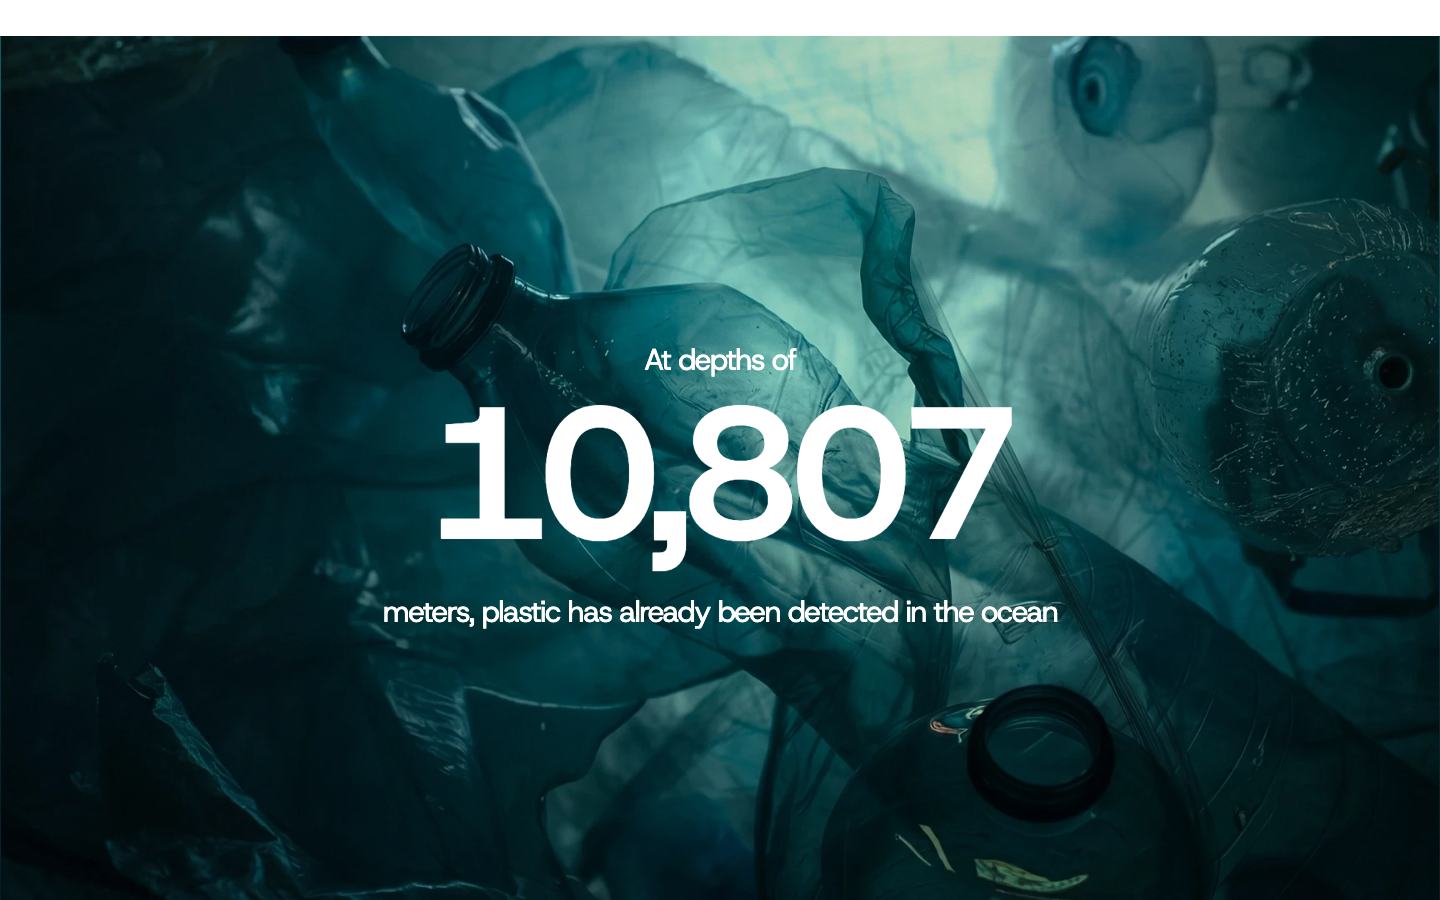 At depths of
10,807
meters, plastic has already been detected in the ocean